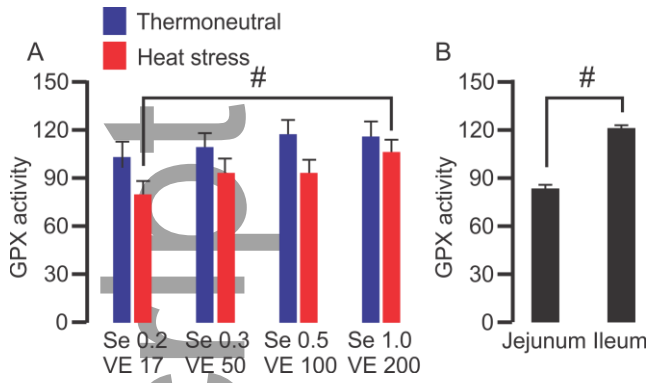 Thermoneutral
Heat stress
A
#
GPX activity
150
120
90
60
30
0
Se 0.2 Se 0.3 Se 0.5 Se 1.0
VE 17 VE 50 VE 100 VE 200
B
#
GPX activity
150
120
90
60
30
0
Jejunum Ileum